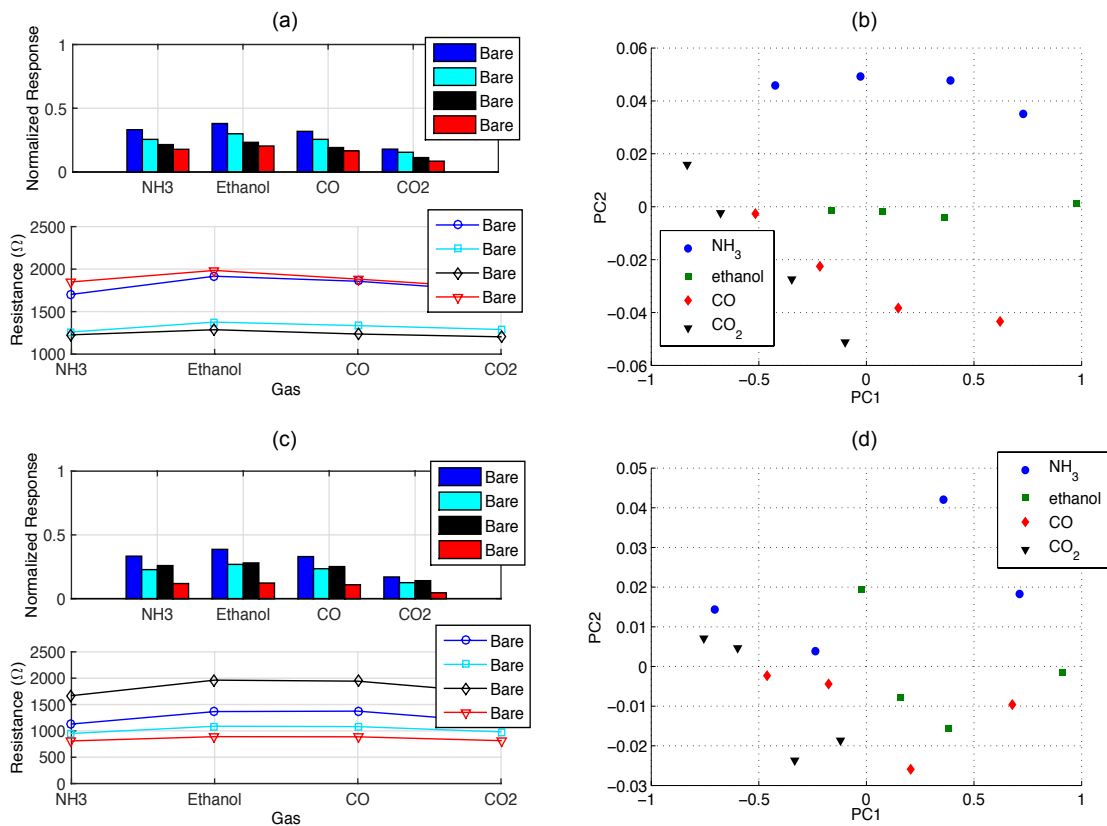 (a)
Normalized Response
1
0.5
0
NH3 Ethanol CO CO2
Bare
Bare
Bare
Bare
Resistance (Ω)
2500
2000
1500
1000
NH3 Ethanol CO CO2
Gas
Bare
Bare
Bare
Bare
(b)
PC2
0.06
0.04
0.02
0
−0.02
−0.04
−0.06
−1 −0.5 0 0.5 1
PC1
NH3
ethanol
CO
CO2
(c)
Normalized Response
1
0.5
0
NH3 Ethanol CO CO2
Bare
Bare
Bare
Bare
Resistance (Ω)
2500
2000
1500
1000
500
0
NH3 Ethanol CO CO2
Gas
Bare
Bare
Bare
Bare
(d)
PC2
0.05
0.04
0.03
0.02
0.01
0
−0.01
−0.02
−0.03
−1 −0.5 0 0.5 1
PC1
NH3
ethanol
CO
CO2